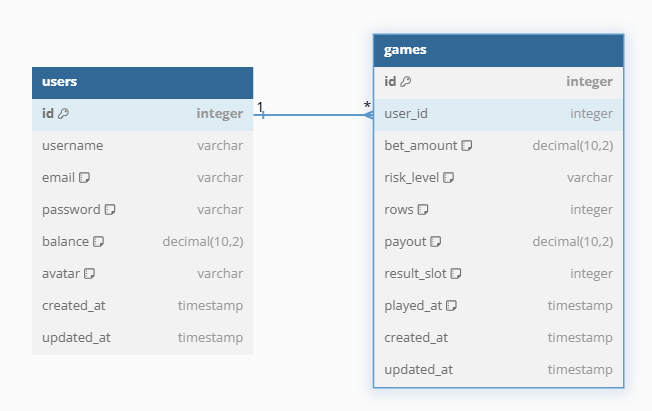 users
id integer
username varchar
email varchar
password varchar
balance decimal(10,2)
avatar varchar
created_at timestamp
updated_at timestamp
1 *
games
id integer
user_id integer
bet_amount decimal(10,2)
risk_level varchar
rows integer
payout decimal(10,2)
result_slot integer
played_at timestamp
created_at timestamp
updated_at timestamp